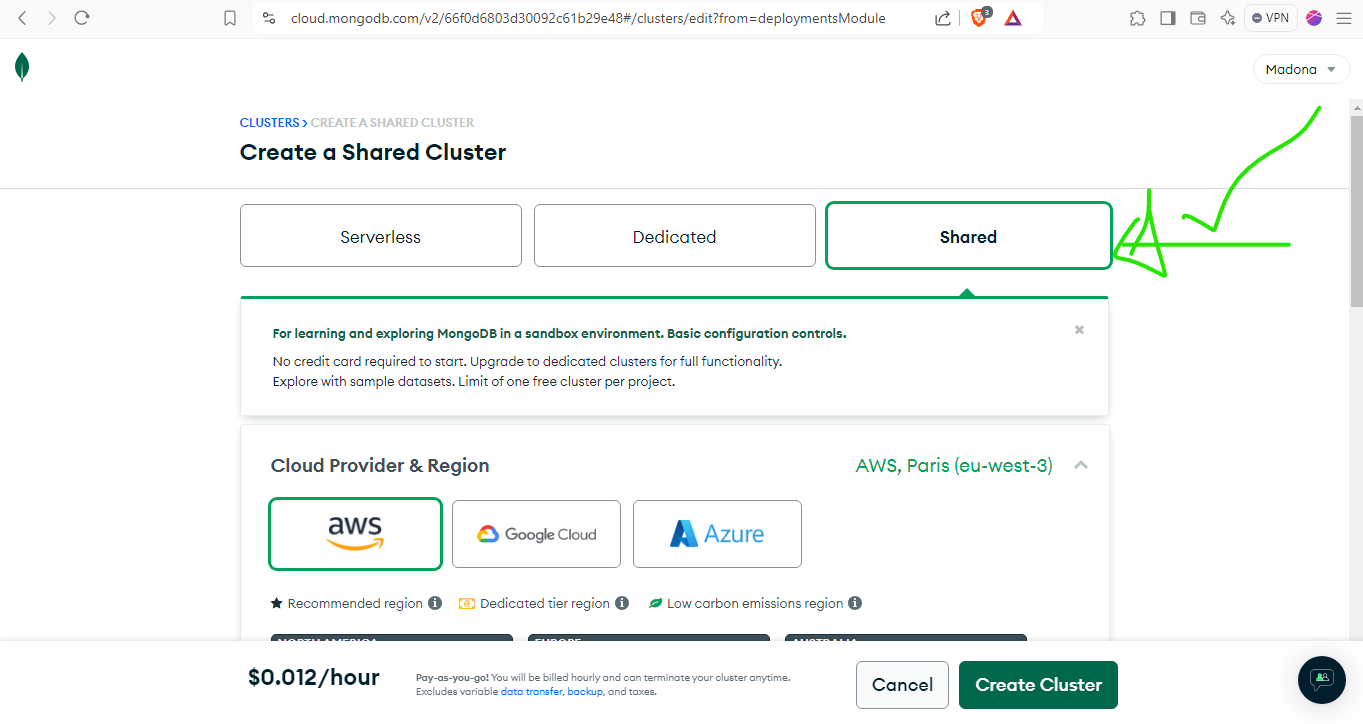 cloud.mongodb.com/v2/66f0d6803d30092c61b29e48#/clusters/edit?from=deploymentsModule
3
VPN
Madona
CLUSTERS > CREATE A SHARED CLUSTER
Create a Shared Cluster
Serverless
Dedicated
Shared
For learning and exploring MongoDB in a sandbox environment. Basic configuration controls.
No credit card required to start. Upgrade to dedicated clusters for full functionality.
Explore with sample datasets. Limit of one free cluster per project.
Cloud Provider & Region
AWS, Paris (eu-west-3)
aws
Google Cloud
Azure
Recommended region
Dedicated tier region
Low carbon emissions region
NORTH AMERICA
EUROPE
AUSTRALIA
$0.012/hour
Pay-as-you-go! You will be billed hourly and can terminate your cluster anytime.
Excludes variable data transfer, backup, and taxes.
Cancel
Create Cluster